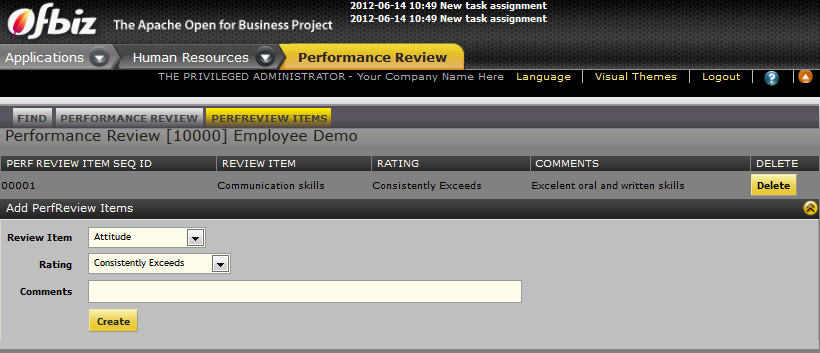 2012-06-14 10:49 New task assignment
Ofbiz The Apache Open for Business Project
2012-06-14 10:49 New task assignment
Applications Human Resources Performance Review
THE PRIVILEGED ADMINISTRATOR - Your Company Name Here Language Visual Themes Logout ?
FIND PERFORMANCE REVIEW PERFREVIEW ITEMS
Performance Review [10000] Employee Demo
PERF REVIEW ITEM SEQ ID REVIEW ITEM RATING COMMENTS DELETE
00001 Communication skills Consistently Exceeds Excelent oral and written skills Delete
Add PerfReview Items
Review Item Attitude
Rating Consistently Exceeds
Comments
Create